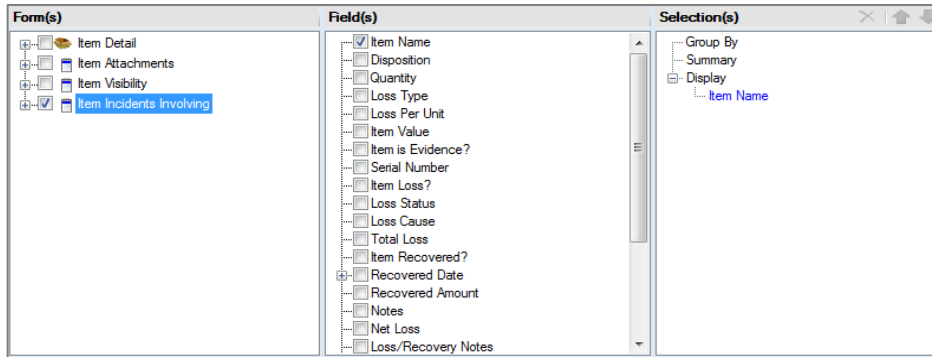 Form(s)
Item Detail
Item Attachments
Item Visibility
Item Incidents Involving
Field(s)
Item Name
Disposition
Quantity
Loss Type
Loss Per Unit
Item Value
Item is Evidence?
Serial Number
Item Loss?
Loss Status
Loss Cause
Total Loss
Item Recovered?
Recovered Date
Recovered Amount
Notes
Net Loss
Loss/Recovery Notes
Selection(s)
Group By
Summary
Display
Item Name